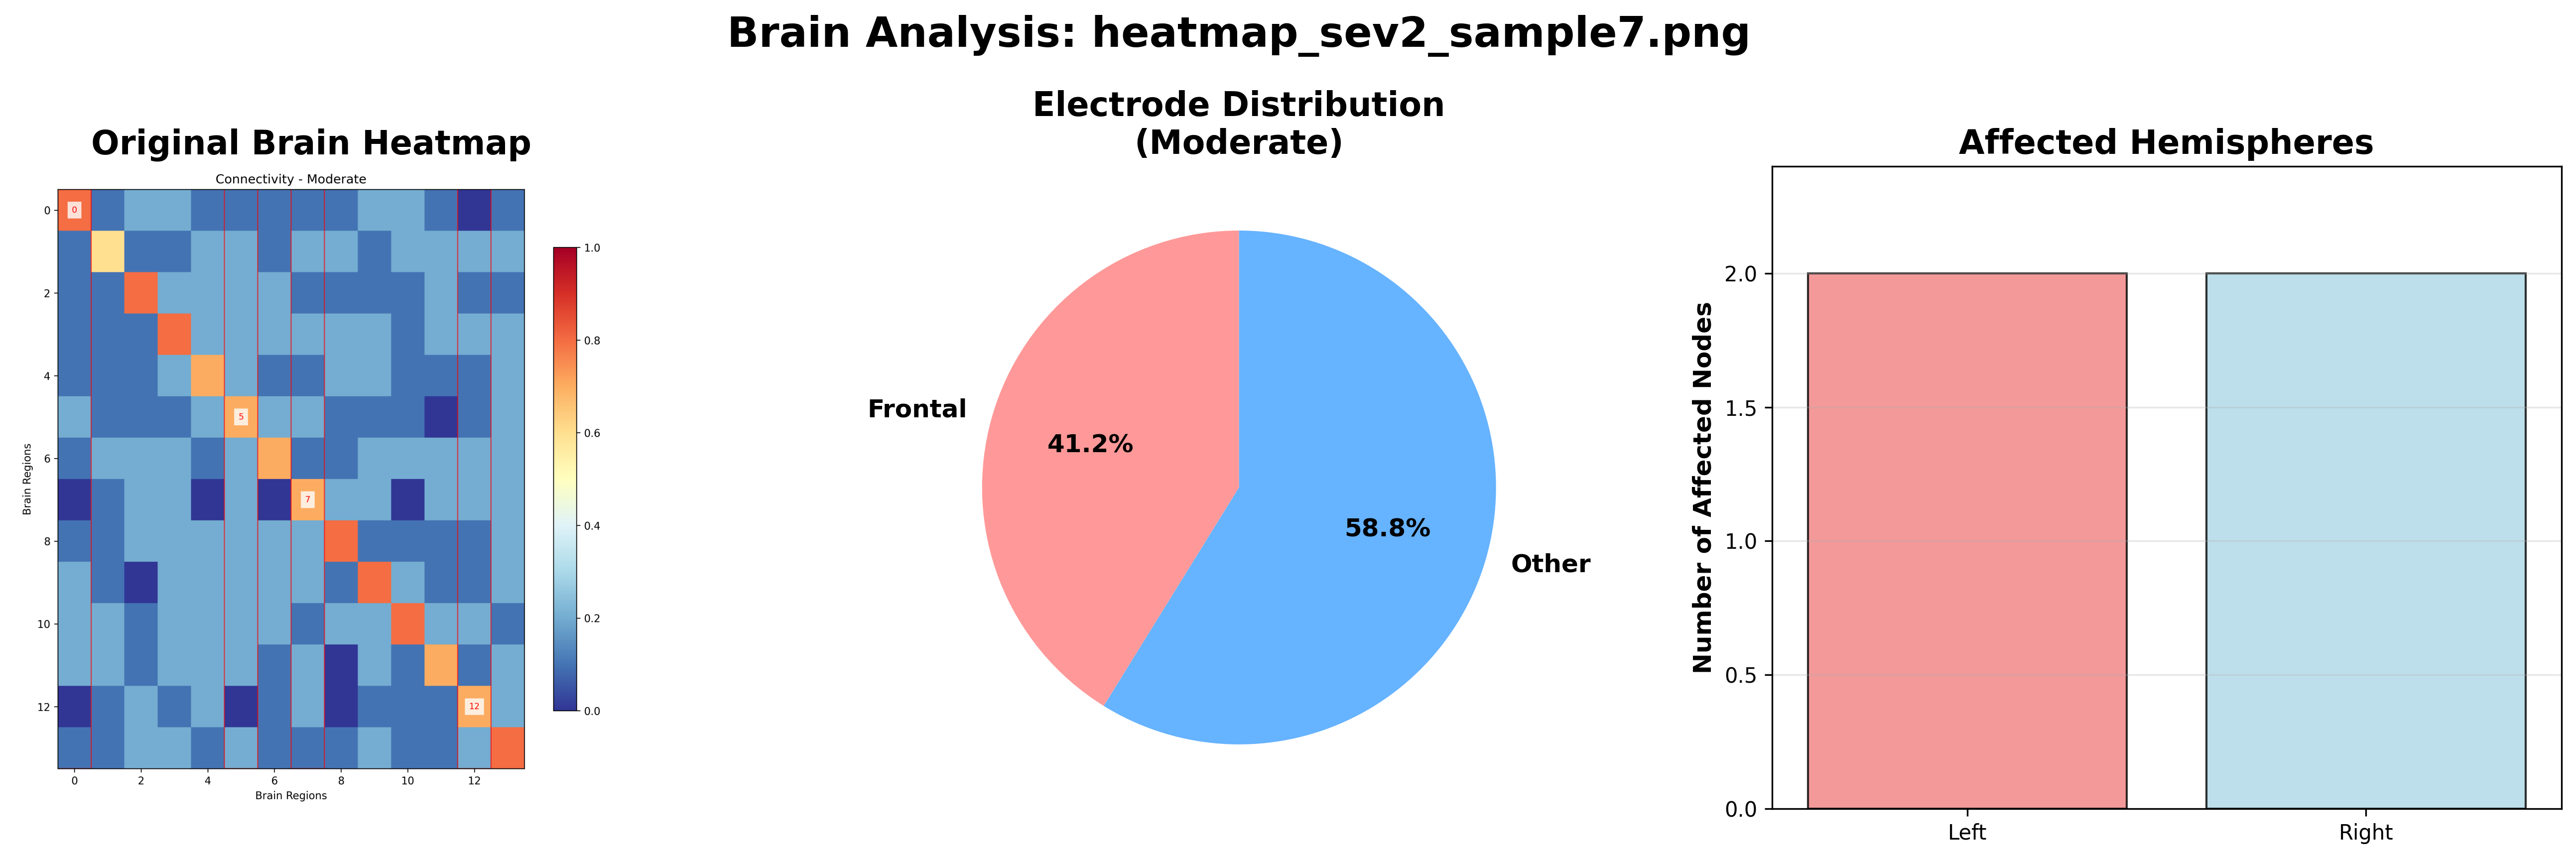 Brain Analysis: heatmap_sev2_sample7.png
Original Brain Heatmap
Connectivity - Moderate
0
2
4
6
8
10
12
Brain Regions
0
5
7
12
0
2
4
6
8
10
12
Brain Regions
1.0
0.8
0.6
0.4
0.2
0.0
Electrode Distribution
(Moderate)
Frontal
41.2%
58.8%
Other
Affected Hemispheres
Number of Affected Nodes
2.0
1.5
1.0
0.5
0.0
Left
Right